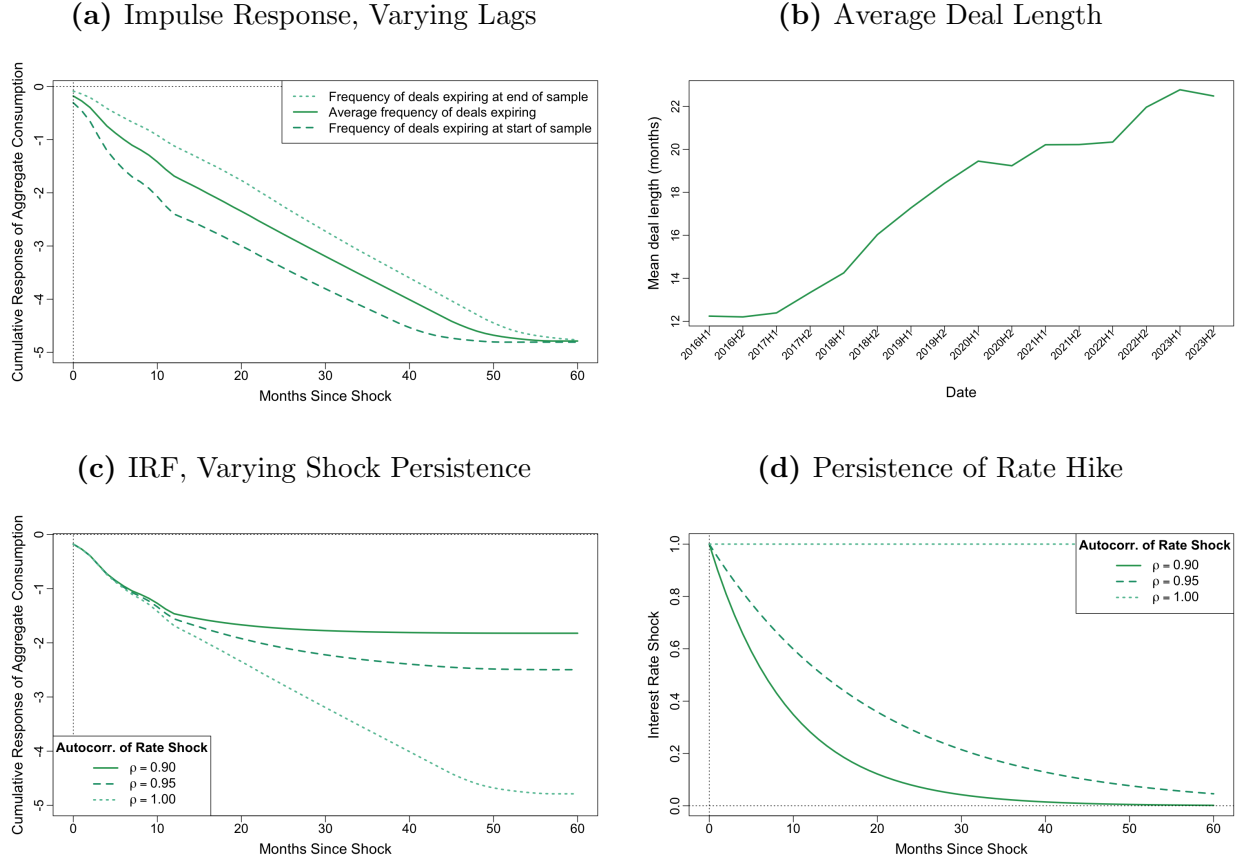 (a) Impulse Response, Varying Lags
Cumulative Response of Aggregate Consumption
0
-1
-2
-3
-4
-5
Frequency of deals expiring at end of sample
Average frequency of deals expiring
Frequency of deals expiring at start of sample
0 10 20 30 40 50 60
Months Since Shock
(b) Average Deal Length
Mean deal length (months)
22
20
18
16
14
12
2016H1 2016H2 2017H1 2017H2 2018H1 2018H2 2019H1 2019H2 2020H1 2020H2 2021H1 2021H2 2022H1 2022H2 2023H1 2023H2
Date
(c) IRF, Varying Shock Persistence
Cumulative Response of Aggregate Consumption
0
-1
-2
-3
-4
-5
Autocorr. of Rate Shock
ρ = 0.90
ρ = 0.95
ρ = 1.00
0 10 20 30 40 50 60
Months Since Shock
(d) Persistence of Rate Hike
Interest Rate Shock
1.0
0.8
0.6
0.4
0.2
0.0
Autocorr. of Rate Shock
ρ = 0.90
ρ = 0.95
ρ = 1.00
0 10 20 30 40 50 60
Months Since Shock